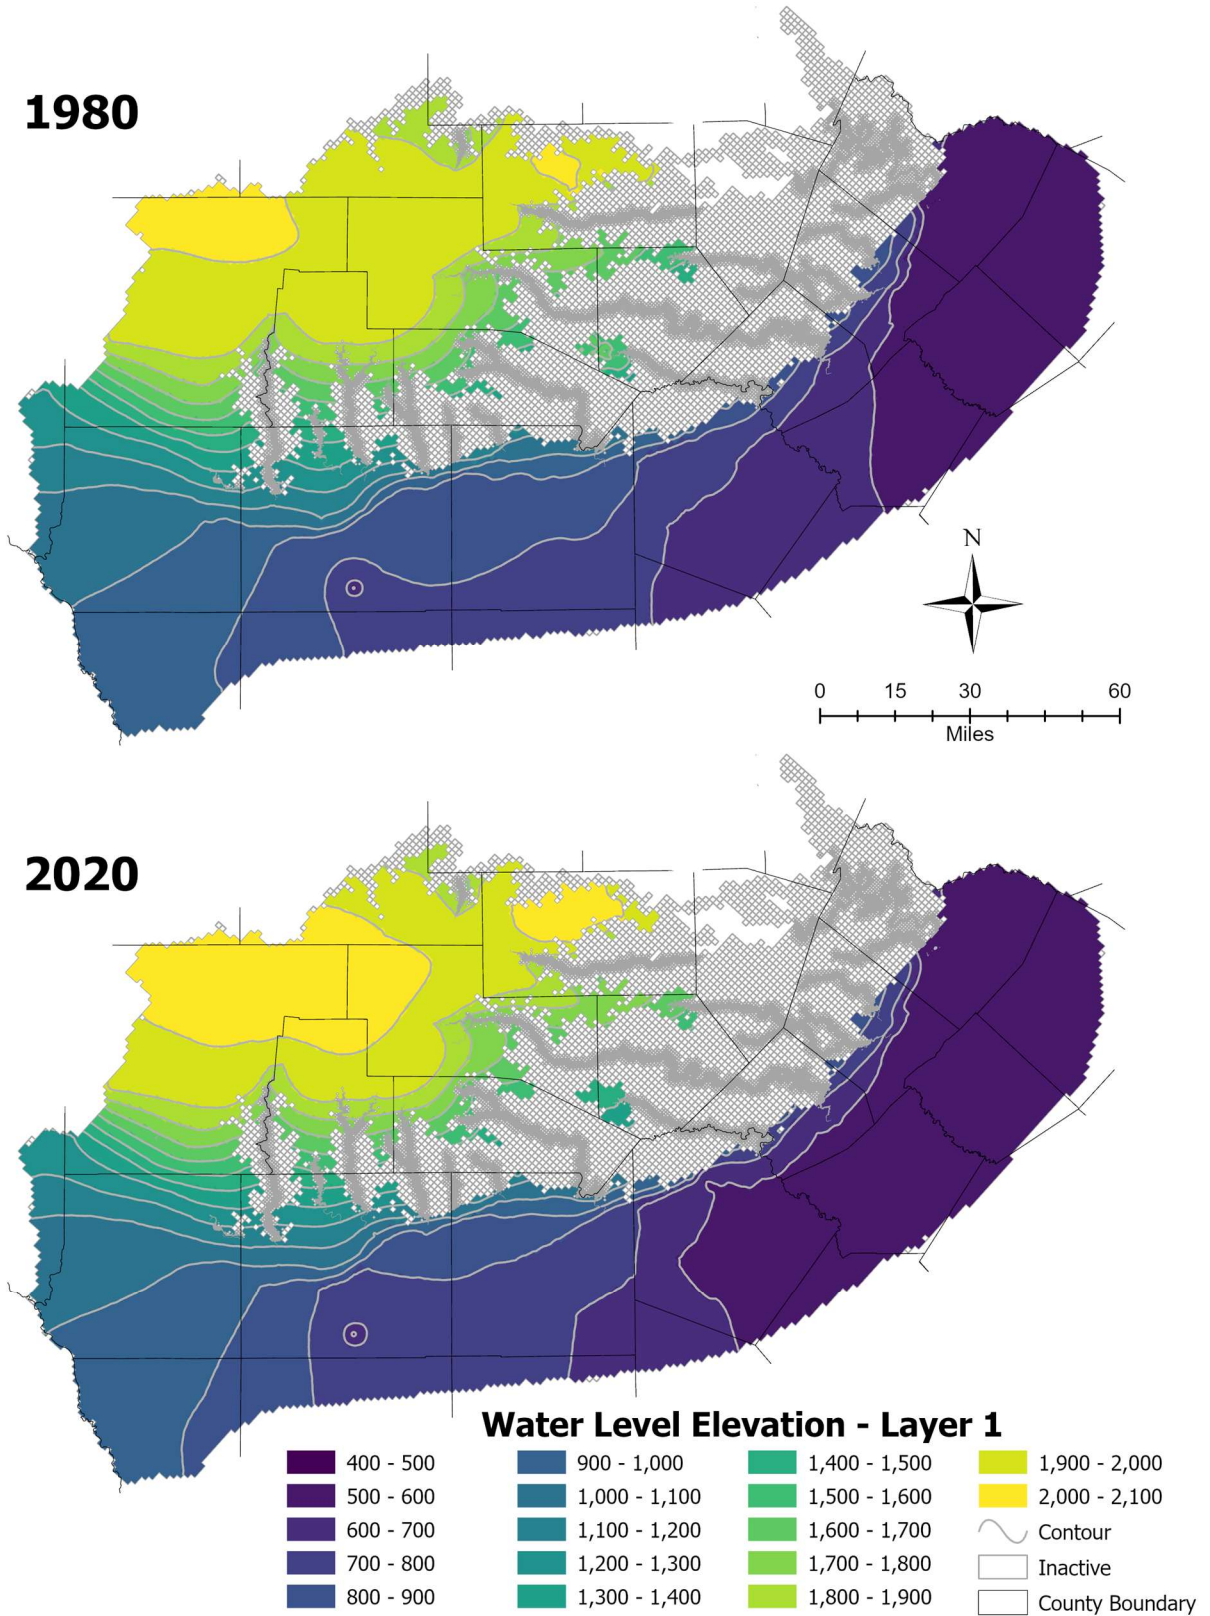 1980
N
0 15 30 60
Miles
2020
Water Level Elevation - Layer 1
400 - 500
500 - 600
600 - 700
700 - 800
800 - 900
900 - 1,000
1,000 - 1,100
1,100 - 1,200
1,200 - 1,300
1,300 - 1,400
1,400 - 1,500
1,500 - 1,600
1,600 - 1,700
1,700 - 1,800
1,800 - 1,900
1,900 - 2,000
2,000 - 2,100
Contour
Inactive
County Boundary